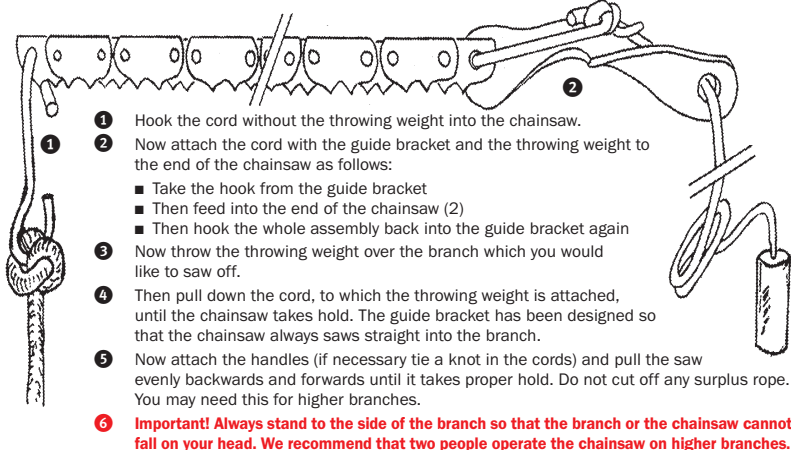 2
1 Hook the cord without the throwing weight into the chainsaw.
1
2 Now attach the cord with the guide bracket and the throwing weight to
the end of the chainsaw as follows:
■ Take the hook from the guide bracket
■ Then feed into the end of the chainsaw (2)
■ Then hook the whole assembly back into the guide bracket again
3 Now throw the throwing weight over the branch which you would
like to saw off.
4 Then pull down the cord, to which the throwing weight is attached,
until the chainsaw takes hold. The guide bracket has been designed so
that the chainsaw always saws straight into the branch.
5 Now attach the handles (if necessary tie a knot in the cords) and pull the saw
evenly backwards and forwards until it takes proper hold. Do not cut off any surplus rope.
You may need this for higher branches.
6 Important! Always stand to the side of the branch so that the branch or the chainsaw cannot
fall on your head. We recommend that two people operate the chainsaw on higher branches.